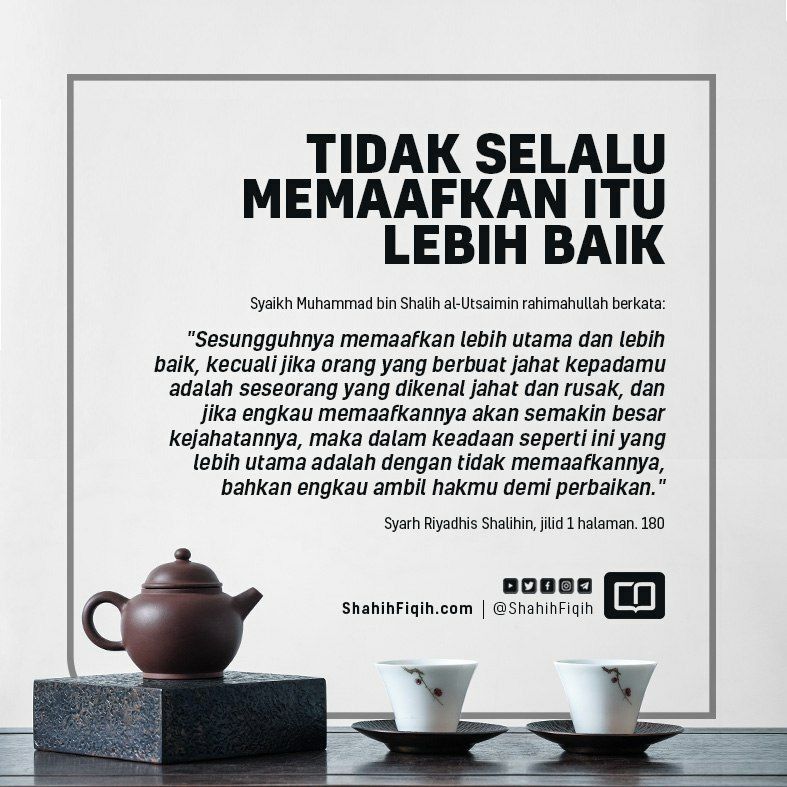 TIDAK SELALU
MEMAAFKAN ITU
LEBIH BAIK
Syaikh Muhammad bin Shalih al-Utsaimin rahimahullah berkata:
"Sesungguhnya memaafkan lebih utama dan lebih
baik, kecuali jika orang yang berbuat jahat kepadamu
adalah seseorang yang dikenal jahat dan rusak, dan
jika engkau memaafkannya akan semakin besar
kejahatannya, maka dalam keadaan seperti ini yang
lebih utama adalah dengan tidak memaafkannya,
bahkan engkau ambil hakmu demi perbaikan."
Syarh Riyadhis Shalihin, jilid 1 halaman. 180
ShahihFiqih.com | @ShahihFiqih